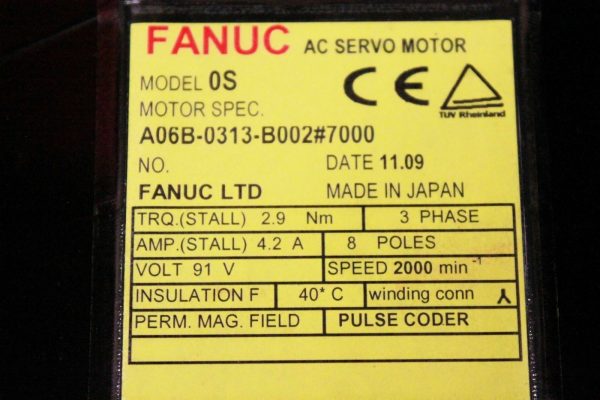 FANUC AC SERVO MOTOR
MODEL 0S
CE
MOTOR SPEC.
TUV Rheinland
A06B-0313-B002#7000
NO. DATE 11.09
FANUC LTD MADE IN JAPAN
TRQ.(STALL) 2.9 Nm 3 PHASE
AMP.(STALL) 4.2 A 8 POLES
VOLT 91 V SPEED 2000 min -1
INSULATION F 40* C winding conn
PERM. MAG. FIELD PULSE CODER